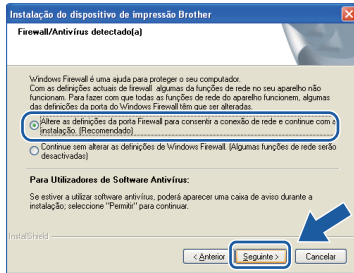 Instalação do dispositivo de impressão Brother
Firewall/Antivírus detectado(a)
Windows Firewall é uma ajuda para proteger o seu computador.
Com as definições actuais de firewall algumas da funções de rede no seu aparelho não
funcionam. Para fazer com que todas as funções de rede do aparelho funcionem, algumas
das definições da porta do Windows Firewall têm que ser alteradas.
Altere as definições da porta Firewall para consentir a conexão de rede e continue com a
instalação. (Recomendado)
Continue sem alterar as definições de Windows Firewall. (Algumas funções de rede serão
desactivadas)
Para Utilizadores de Software Antivírus:
Se estiver a utilizar software antivírus, poderá aparecer uma caixa de aviso durante a
instalação; seleccione "Permitir" para continuar.
InstallShield
< Anterior
Seguinte >
Cancelar